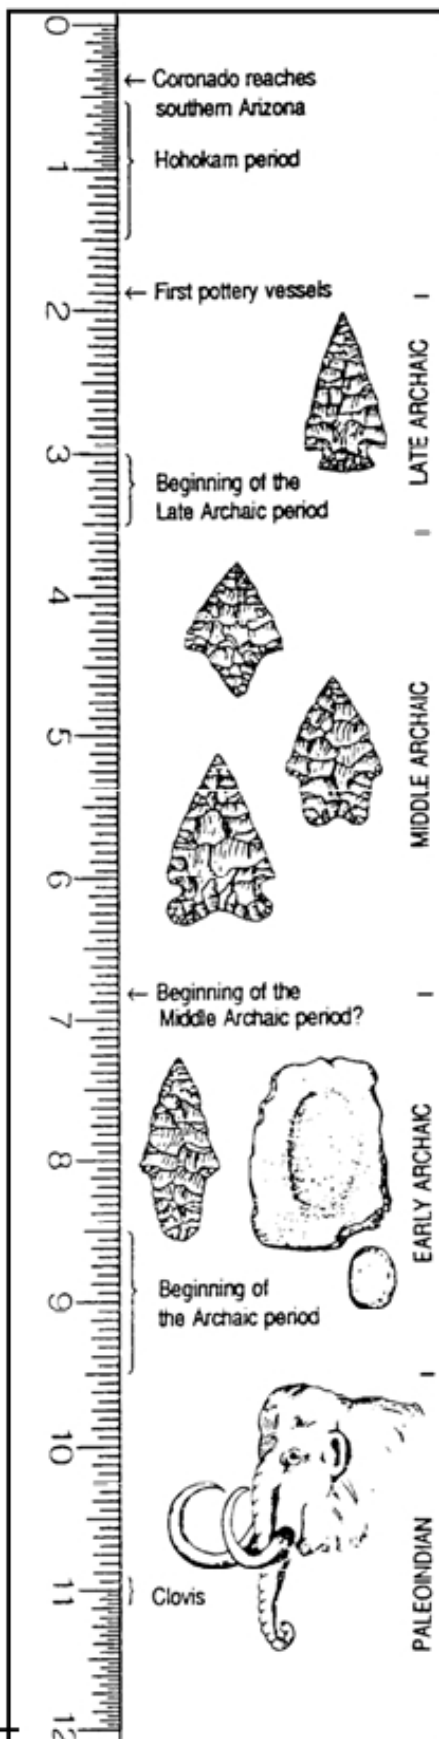 0
← Coronado reaches
southern Arizona
1
Hohokam period
← First pottery vessels
2
LATE ARCHAIC
3
Beginning of the
Late Archaic period
4
5
MIDDLE ARCHAIC
6
← Beginning of the
Middle Archaic period?
7
8
EARLY ARCHAIC
9
Beginning of
the Archaic period
10
11
Clovis
PALEOINDIAN
12